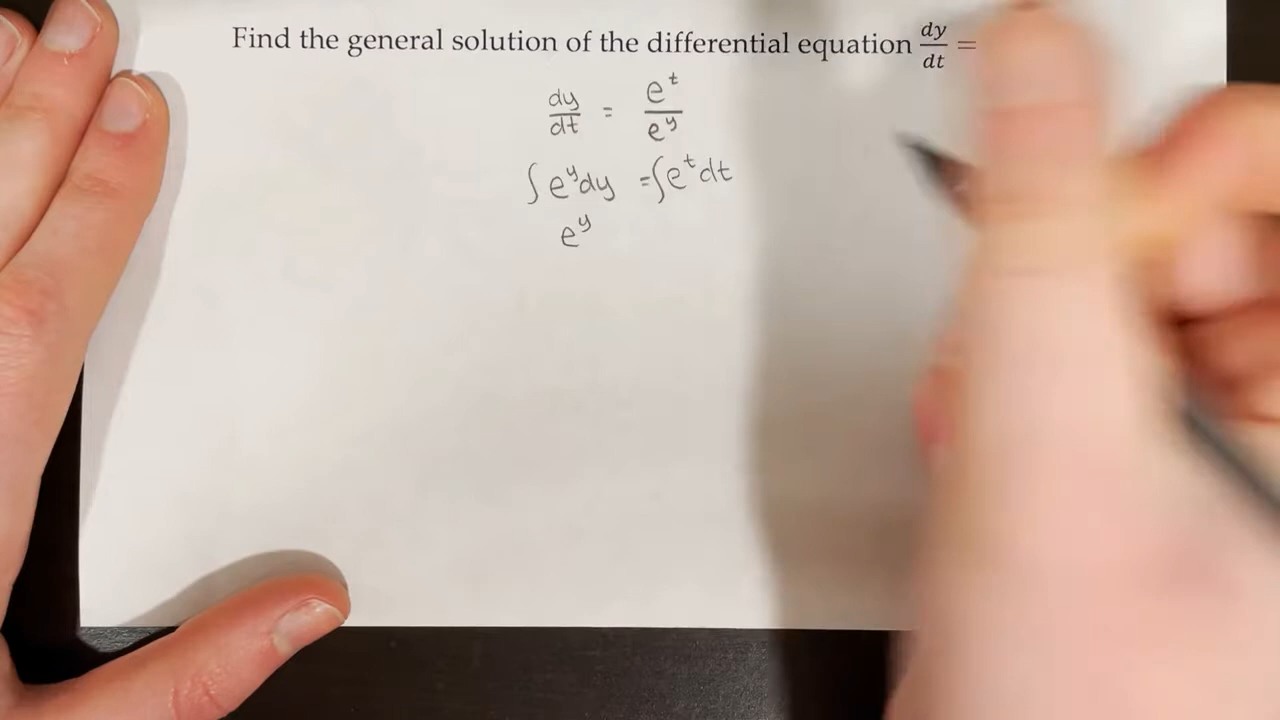 Find the general solution of the differential equation dy/dt =
dy/dt = e^t/e^y
∫ e^y dy = ∫ e^t dt
e^y